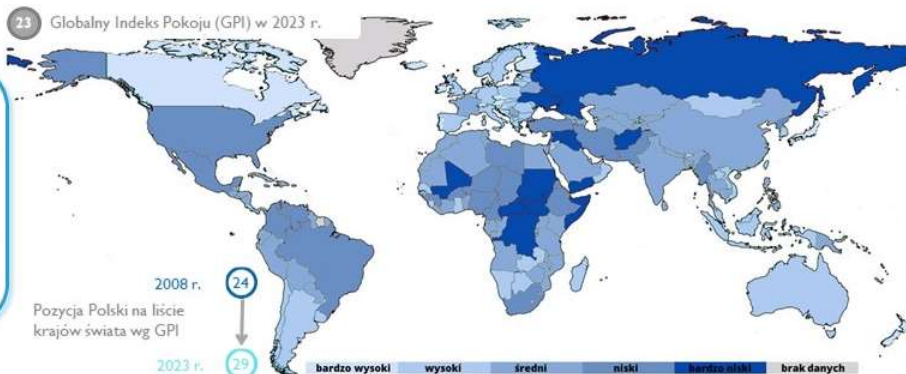 23 Globalny Indeks Pokoju (GPI) w 2023 r.
2008 r. 24
Pozycja Polski na liście
krajów świata wg GPI
2023 r. 29
bardzo wysoki wysoki średni niski bardzo niski brak danych